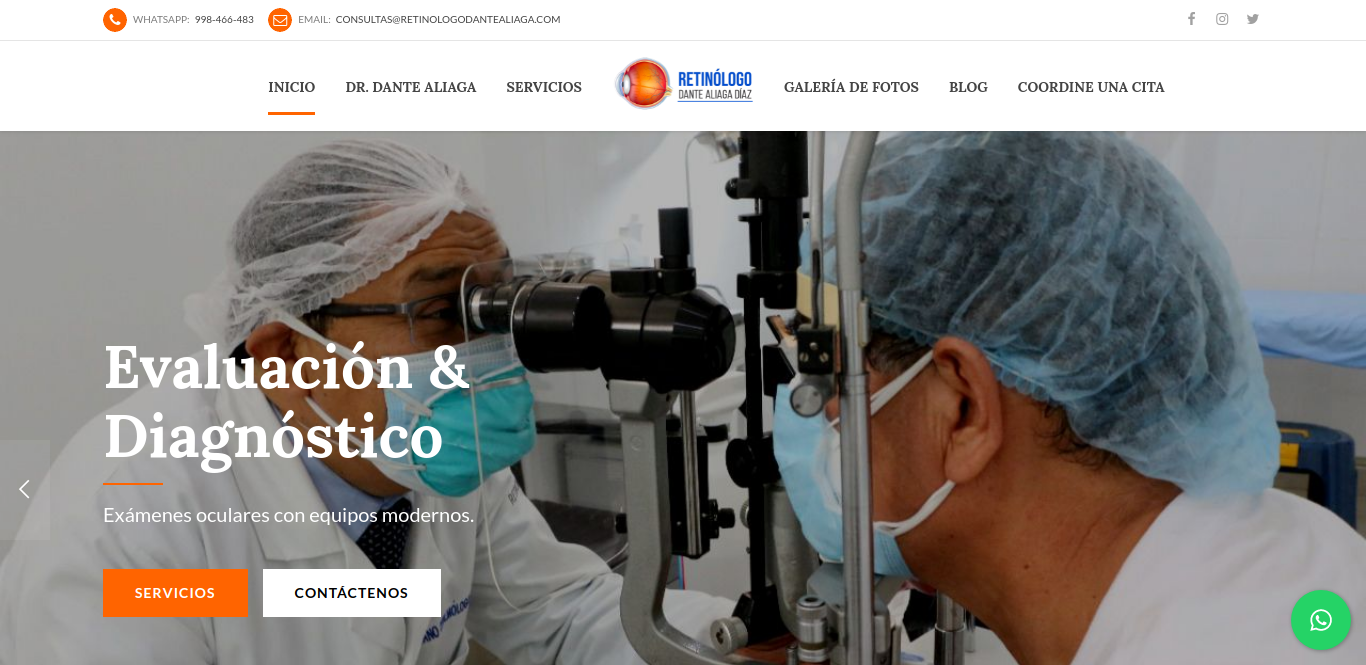 WHATSAPP: 998-466-483 EMAIL: CONSULTAS@RETINOLOGODANTEALIAGA.COM
INICIO DR. DANTE ALIAGA SERVICIOS
RETINÓLOGO
DANTE ALIAGA DÍAZ
GALERÍA DE FOTOS BLOG COORDINE UNA CITA
Evaluación &
Diagnóstico
Exámenes oculares con equipos modernos.
SERVICIOS CONTÁCTENOS